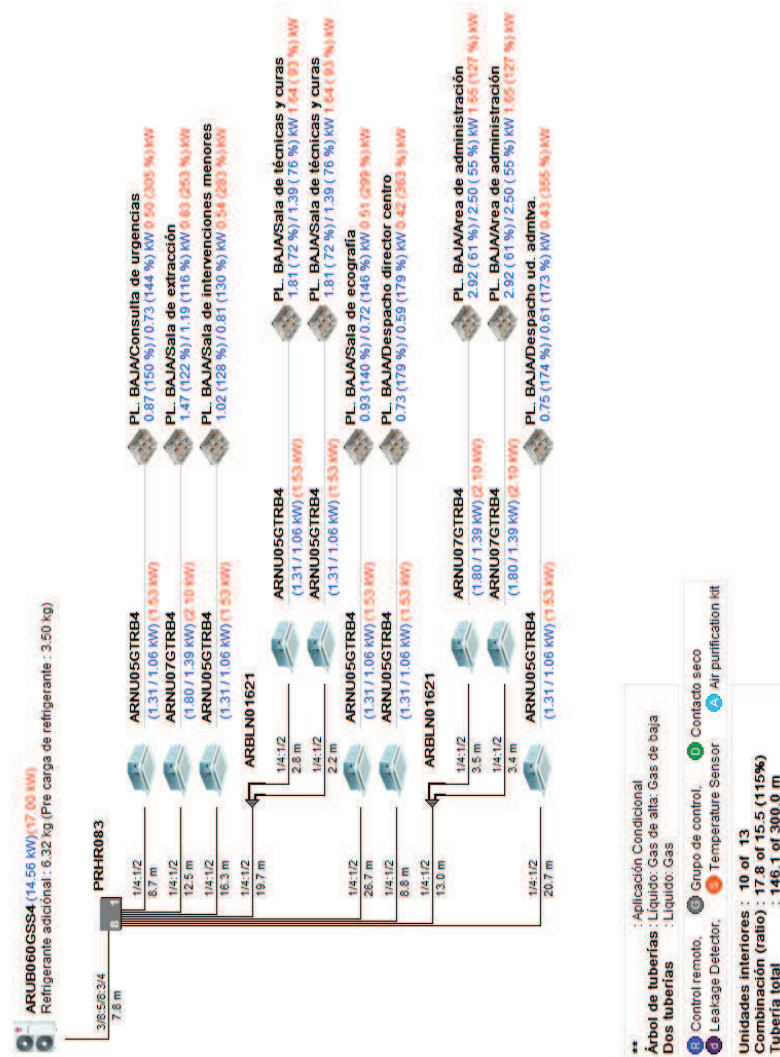 ARUB060GSS4 (14.56 kW)(17.00 kW)
Refrigerante adicional : 6.32 kg (Pre carga de refrigerante : 3.50 kg)
3/8:5/8:3/4
7.8 m
PRHR083
8 1
1/4:1/2
8.7 m
ARNU05GTRB4
(1.31 / 1.06 kW) (1.53 kW)
PL. BAJA/Consulta de urgencias
0.87 (150 %) / 0.73 (144 %) kW 0.50 (305 %) kW
1/4:1/2
12.5 m
ARNU07GTRB4
(1.80 / 1.39 kW) (2.10 kW)
PL. BAJA/Sala de extracción
1.47 (122 %) / 1.19 (116 %) kW 0.83 (253 %) kW
1/4:1/2
16.3 m
ARNU05GTRB4
(1.31 / 1.06 kW) (1.53 kW)
PL. BAJA/Sala de intervenciones menores
1.02 (128 %) / 0.81 (130 %) kW 0.54 (283 %) kW
1/4:1/2
19.7 m
ARBLN01621
1/4:1/2
2.8 m
ARNU05GTRB4
(1.31 / 1.06 kW) (1.53 kW)
PL. BAJA/Sala de técnicas y curas
1.81 (72 %) / 1.39 (76 %) kW 1.64 (93 %) kW
1/4:1/2
2.2 m
ARNU05GTRB4
(1.31 / 1.06 kW) (1.53 kW)
PL. BAJA/Sala de técnicas y curas
1.81 (72 %) / 1.39 (76 %) kW 1.64 (93 %) kW
1/4:1/2
26.7 m
ARNU05GTRB4
(1.31 / 1.06 kW) (1.53 kW)
PL. BAJA/Sala de ecografía
0.93 (140 %) / 0.72 (146 %) kW 0.51 (299 %) kW
1/4:1/2
8.8 m
ARNU05GTRB4
(1.31 / 1.06 kW) (1.53 kW)
PL. BAJA/Despacho director centro
0.73 (179 %) / 0.59 (179 %) kW 0.42 (363 %) kW
1/4:1/2
13.0 m
ARBLN01621
1/4:1/2
3.5 m
ARNU07GTRB4
(1.80 / 1.39 kW) (2.10 kW)
PL. BAJA/Area de administración
2.92 (61 %) / 2.50 (55 %) kW 1.65 (127 %) kW
1/4:1/2
3.4 m
ARNU07GTRB4
(1.80 / 1.39 kW) (2.10 kW)
PL. BAJA/Area de administración
2.92 (61 %) / 2.50 (55 %) kW 1.65 (127 %) kW
1/4:1/2
20.7 m
ARNU05GTRB4
(1.31 / 1.06 kW) (1.53 kW)
PL. BAJA/Despacho ud. admtva.
0.75 (174 %) / 0.61 (173 %) kW 0.43 (355 %) kW
** : Aplicación Condicional
Árbol de tuberías : Líquido: Gas de alta: Gas de baja
Dos tuberías : Líquido: Gas
R Control remoto, G Grupo de control, D Contacto seco
d Leakage Detector, S Temperature Sensor A Air purification kit
Unidades interiores : 10 of 13
Combinación (ratio) : 17.8 of 15.5 (115%)
Tubería total : 146.1 of 300.0 m